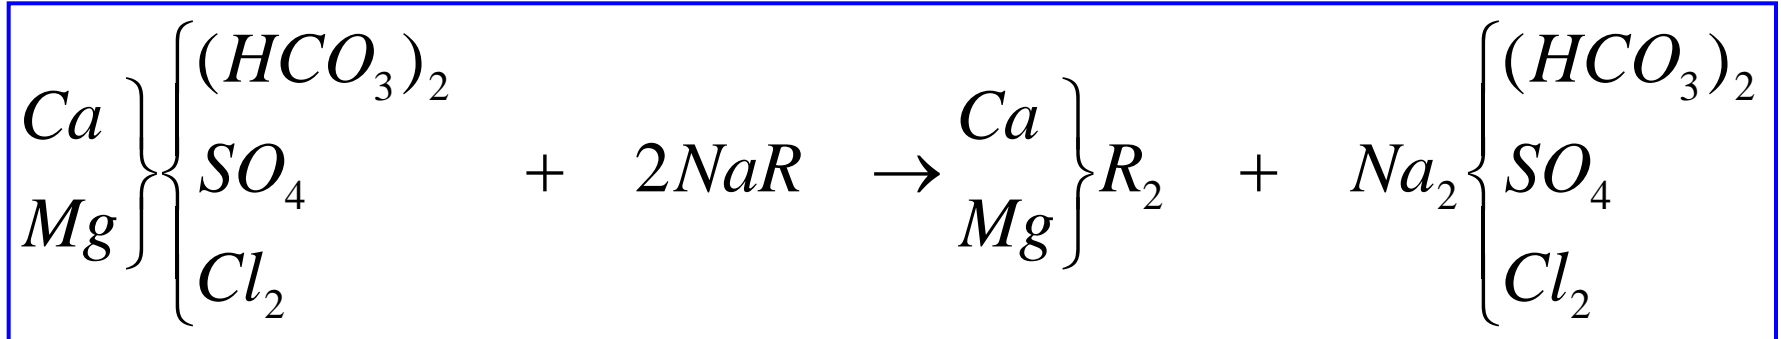 Ca Mg } { (HCO₃)₂ SO₄ Cl₂ + 2NaR → Ca Mg } R₂ + Na₂ { (HCO₃)₂ SO₄ Cl₂